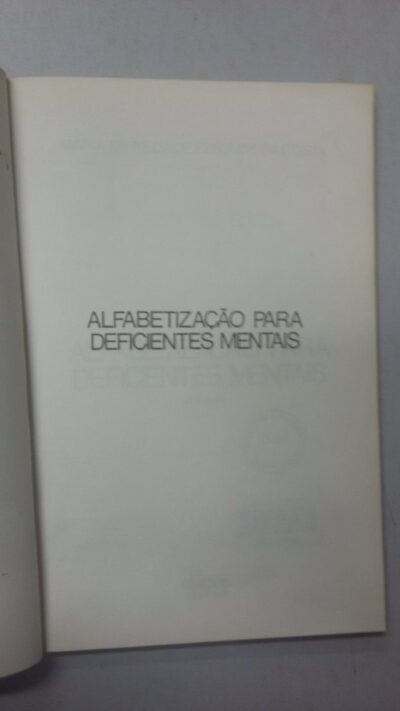 ALFABETIZAÇÃO PARA
DEFICIENTES MENTAIS